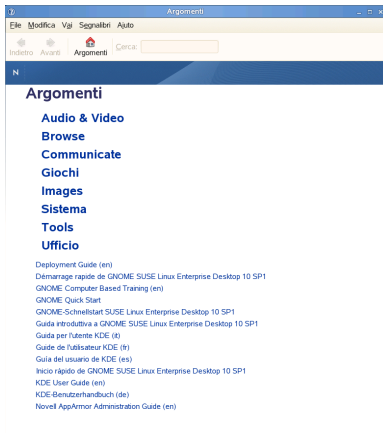 Argomenti
File Modifica Vai Segnalibri Aiuto
Indietro Avanti Argomenti Cerca:
N
Argomenti
Audio & Video
Browse
Communicate
Giochi
Images
Sistema
Tools
Ufficio
Deployment Guide (en)
Démarrage rapide de GNOME SUSE Linux Enterprise Desktop 10 SP1
GNOME Computer Based Training (en)
GNOME Quick Start
GNOME-Schnellstart SUSE Linux Enterprise Desktop 10 SP1
Guida introduttiva a GNOME SUSE Linux Enterprise Desktop 10 SP1
Guida per l'utente KDE (it)
Guide de l'utilisateur KDE (fr)
Guía del usuario de KDE (es)
Inicio rápido de GNOME SUSE Linux Enterprise Desktop 10 SP1
KDE User Guide (en)
KDE-Benutzerhandbuch (de)
Novell AppArmor Administration Guide (en)